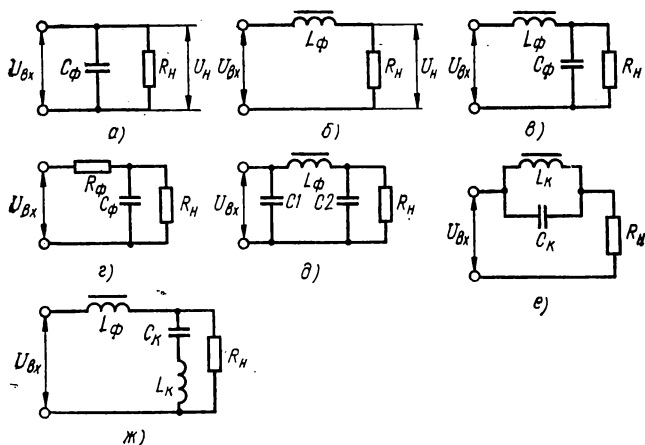 Uвх Cф Rн Uн
а)
Uвх Lф Rн Uн
б)
Uвх Lф Cф Rн
в)
Uвх Rф Cф Rн
г)
Uвх C1 Lф C2 Rн
д)
Uвх Lк Cк Rн
е)
Uвх Lф Cк Lк Rн
ж)